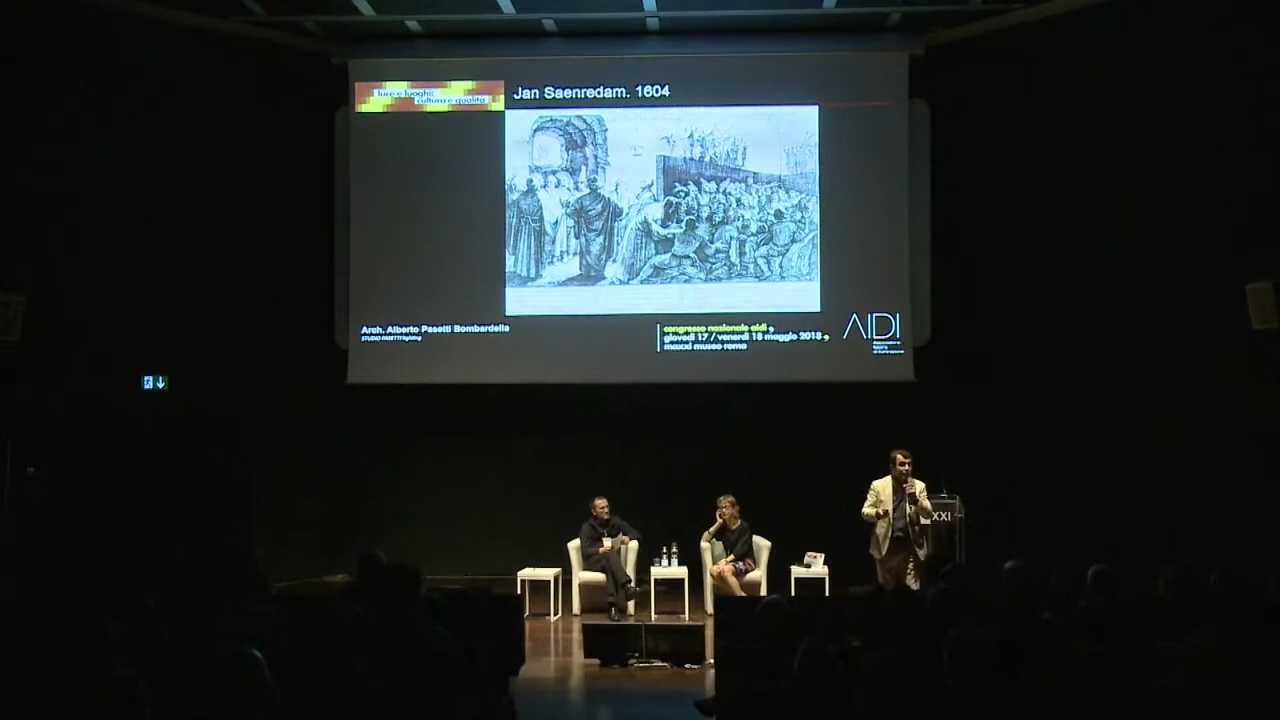 luce e luoghi:
cultura e qualità
Jan Saenredam. 1604
Arch. Alberto Pasetti Bombardella
STUDIO PASETTI lighting
congresso nazionale aidi
giovedì 17 / venerdì 18 maggio 2018
maxxi museo roma
AIDI
XXI